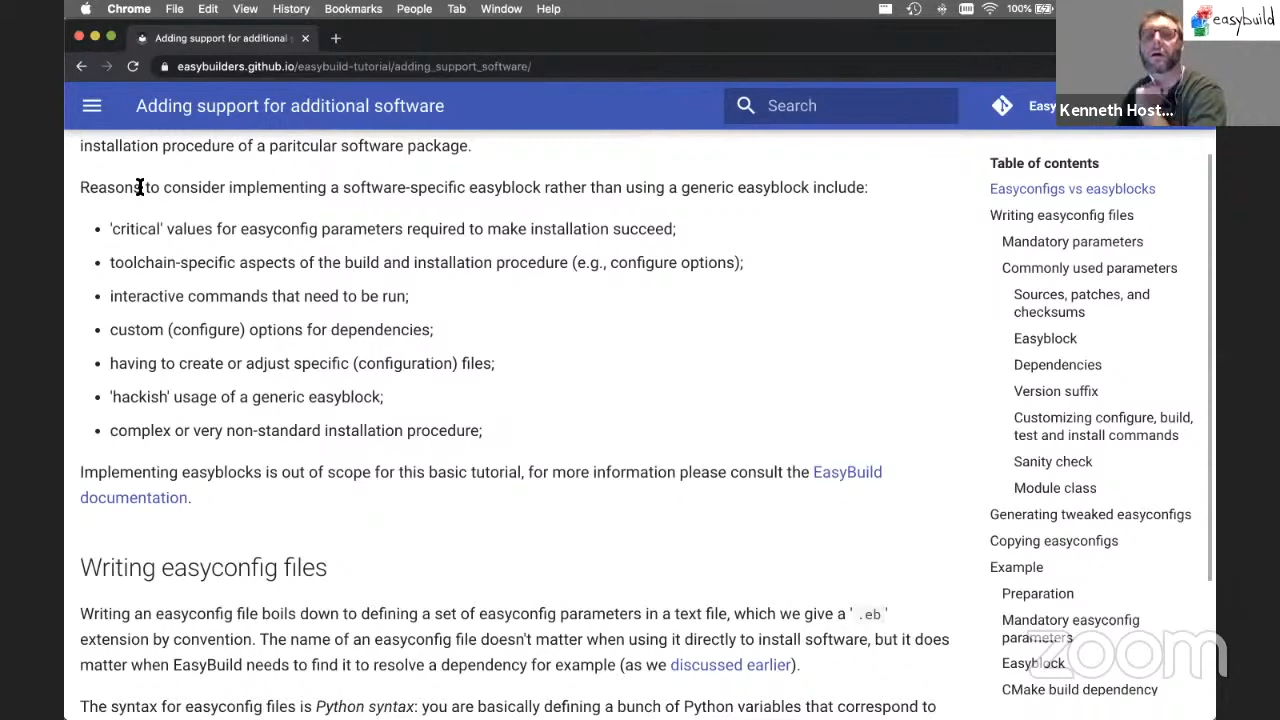 Chrome File Edit View History Bookmarks People Tab Window Help 100%
Adding support for additional
easybuilders.github.io/easybuild-tutorial/adding_support_software/
easybuild
Adding support for additional software
Search
Easy
Kenneth Host...
installation procedure of a paritcular software package.
Reasons to consider implementing a software-specific easyblock rather than using a generic easyblock include:
• 'critical' values for easyconfig parameters required to make installation succeed;
• toolchain-specific aspects of the build and installation procedure (e.g., configure options);
• interactive commands that need to be run;
• custom (configure) options for dependencies;
• having to create or adjust specific (configuration) files;
• 'hackish' usage of a generic easyblock;
• complex or very non-standard installation procedure;
Implementing easyblocks is out of scope for this basic tutorial, for more information please consult the EasyBuild
documentation.
Writing easyconfig files
Writing an easyconfig file boils down to defining a set of easyconfig parameters in a text file, which we give a '.eb'
extension by convention. The name of an easyconfig file doesn't matter when using it directly to install software, but it does
matter when EasyBuild needs to find it to resolve a dependency for example (as we discussed earlier).
The syntax for easyconfig files is Python syntax: you are basically defining a bunch of Python variables that correspond to
Table of contents
Easyconfigs vs easyblocks
Writing easyconfig files
Mandatory parameters
Commonly used parameters
Sources, patches, and
checksums
Easyblock
Dependencies
Version suffix
Customizing configure, build,
test and install commands
Sanity check
Module class
Generating tweaked easyconfigs
Copying easyconfigs
Example
Preparation
Mandatory easyconfig
parameters
Easyblock
CMake build dependency
zoom